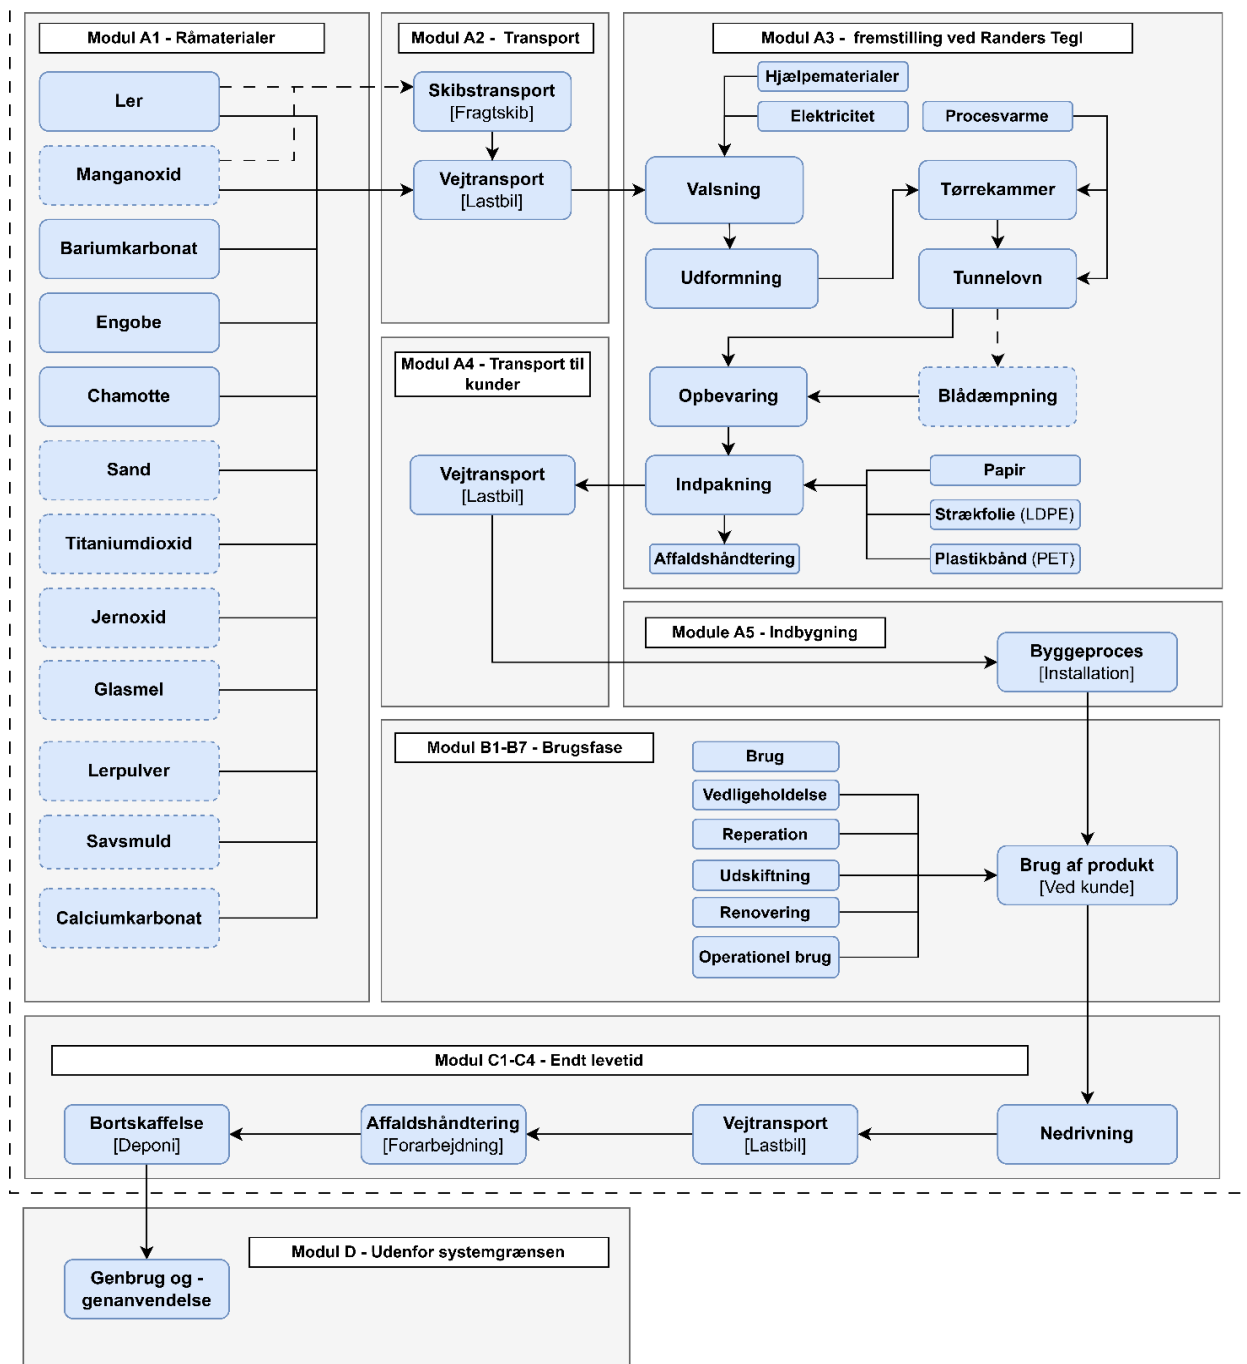 Modul A1 - Råmaterialer
Ler
Manganoxid
Bariumkarbonat
Engobe
Chamotte
Sand
Titaniumdioxid
Jernoxid
Glasmel
Lerpulver
Savsmuld
Calciumkarbonat
Modul A2 - Transport
Skibstransport
[Fragtskib]
Vejtransport
[Lastbil]
Modul A3 - fremstilling ved Randers Tegl
Hjælpematerialer
Elektricitet
Procesvarme
Valsning
Tørrekammer
Udformning
Tunnelovn
Opbevaring
Blådæmpning
Indpakning
Papir
Strækfolie (LDPE)
Plastikbånd (PET)
Affaldshåndtering
Modul A4 - Transport til
kunder
Vejtransport
[Lastbil]
Module A5 - Indbygning
Byggeproces
[Installation]
Modul B1-B7 - Brugsfase
Brug
Vedligeholdelse
Reperation
Udskiftning
Renovering
Operationel brug
Brug af produkt
[Ved kunde]
Modul C1-C4 - Endt levetid
Bortskaffelse
[Deponi]
Affaldshåndtering
[Forarbejdning]
Vejtransport
[Lastbil]
Nedrivning
Modul D - Udenfor systemgrænsen
Genbrug og -
genanvendelse